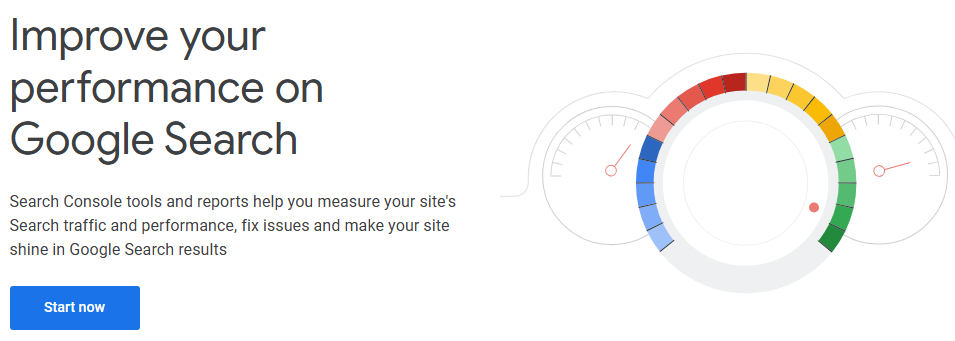 Improve your
performance on
Google Search
Search Console tools and reports help you measure your site's
Search traffic and performance, fix issues and make your site
shine in Google Search results
Start now